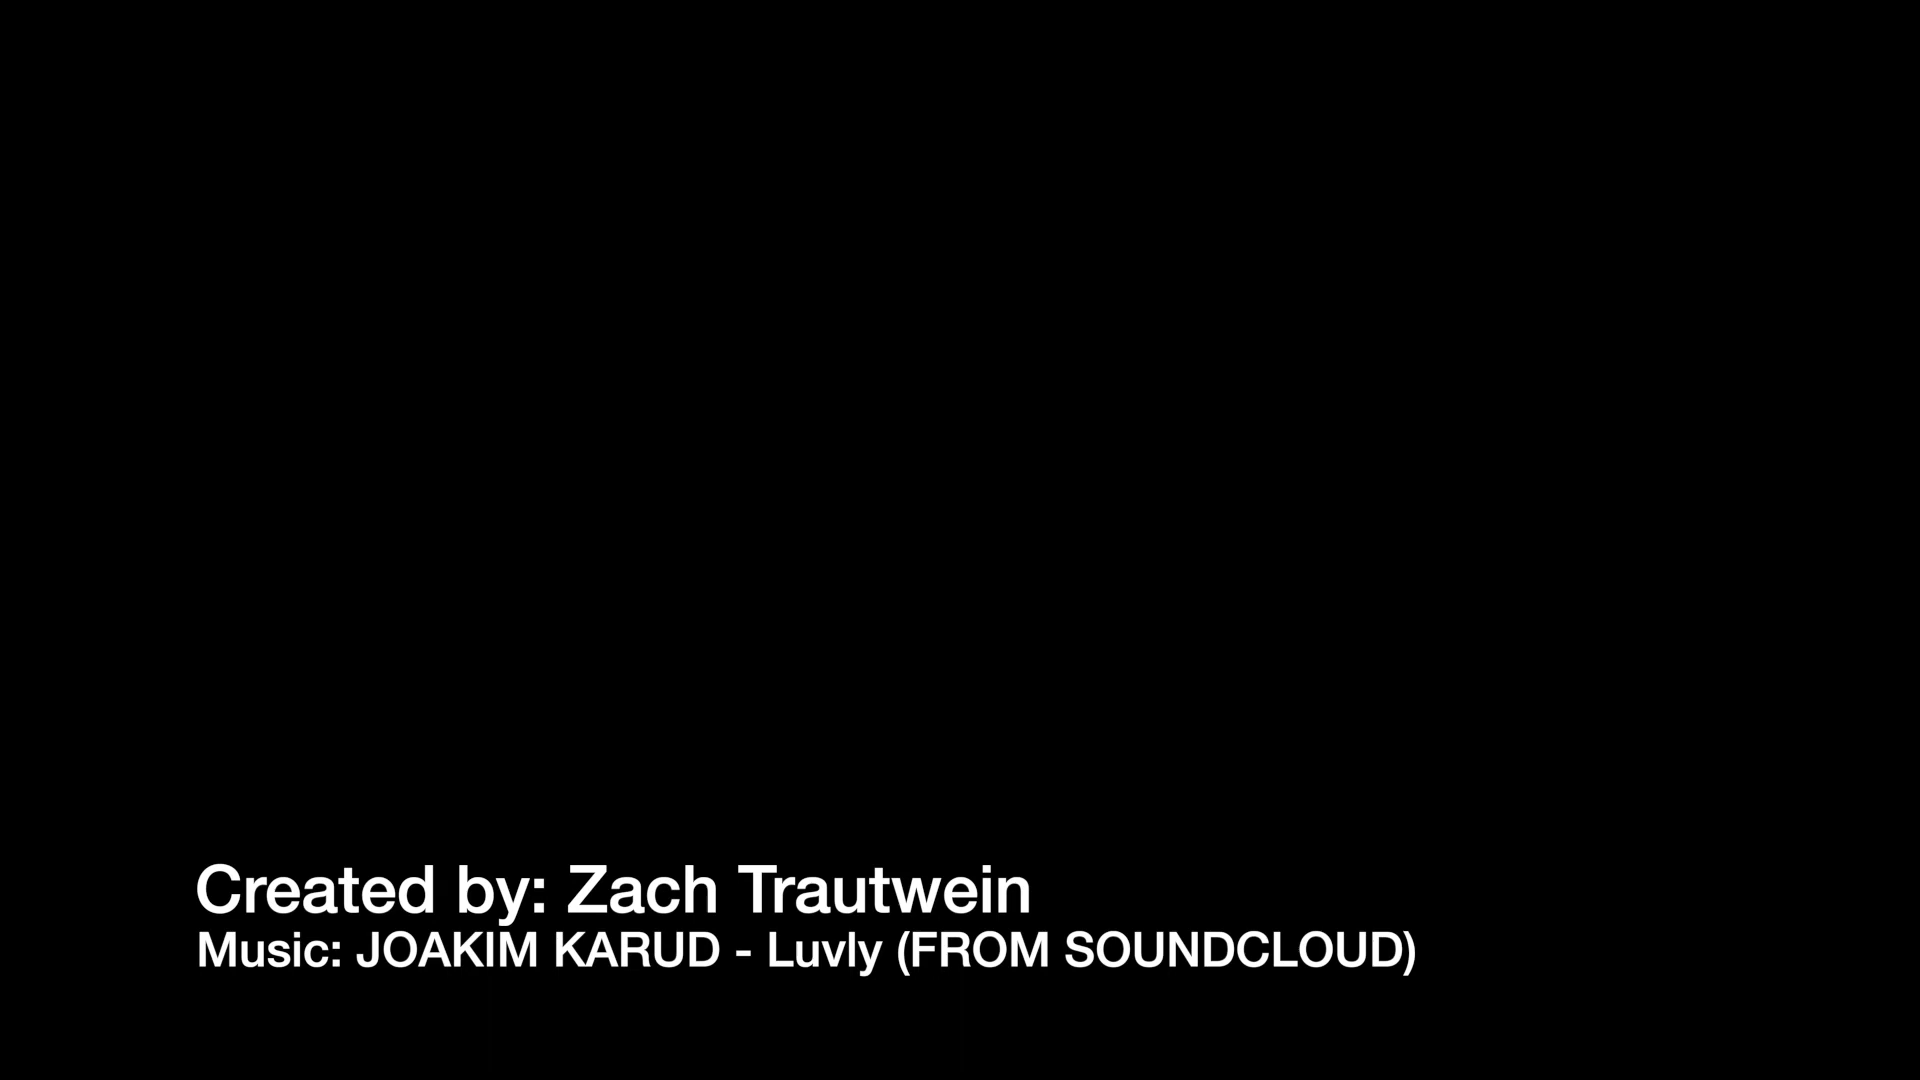 Created by: Zach Trautwein
Music: JOAKIM KARUD - Luvly (FROM SOUNDCLOUD)